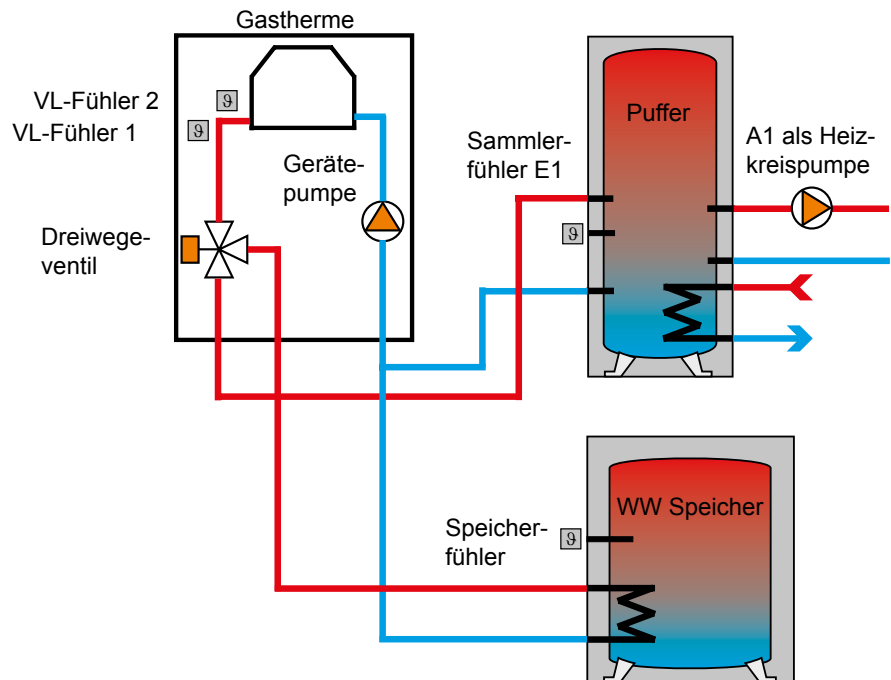 Gastherme
VL-Fühler 2
VL-Fühler 1
ϑ
ϑ
Geräte-
pumpe
Dreiwege-
ventil
Sammler-
fühler E1
ϑ
Puffer
A1 als Heiz-
kreispumpe
Speicher-
fühler
ϑ
WW Speicher